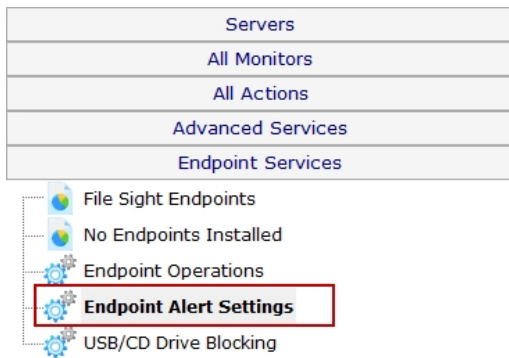 Servers
All Monitors
All Actions
Advanced Services
Endpoint Services
File Sight Endpoints
No Endpoints Installed
Endpoint Operations
Endpoint Alert Settings
USB/CD Drive Blocking